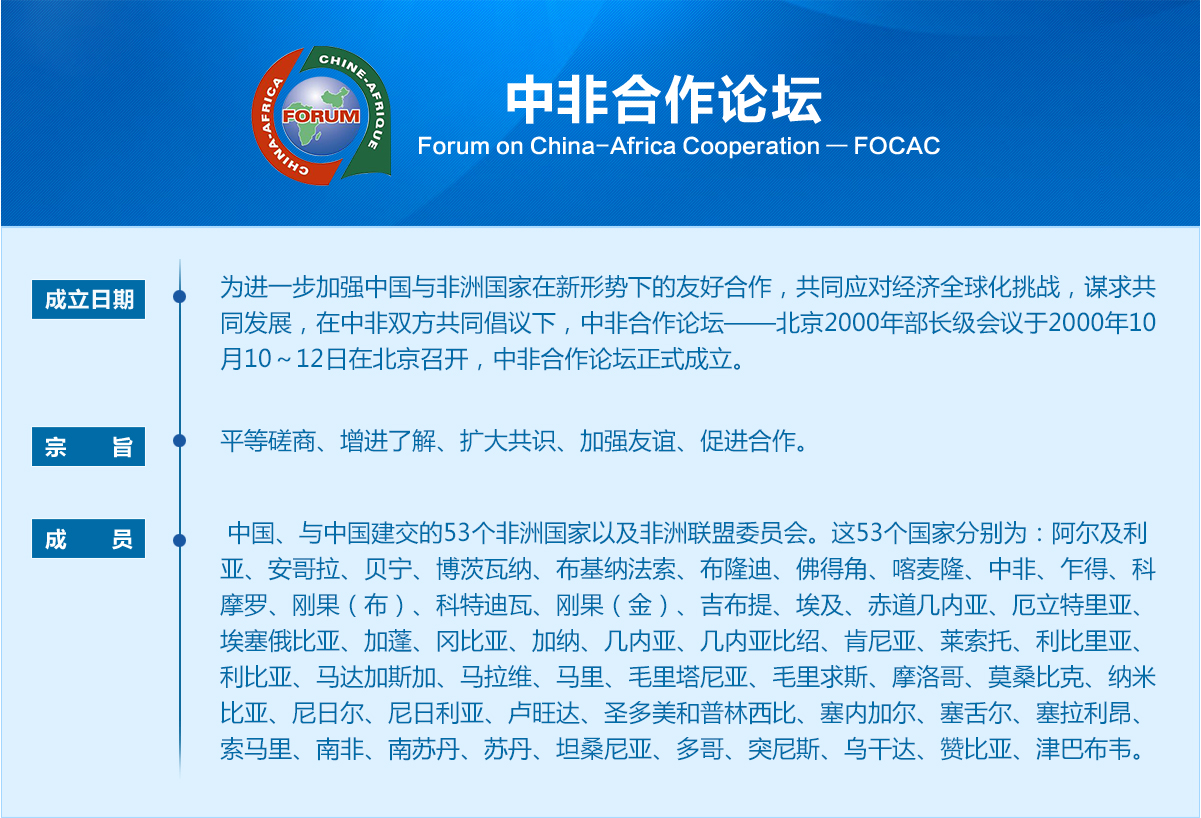 CHINA-AFRICA
CHINE-AFRIQUE
FORUM
中非合作论坛
Forum on China-Africa Cooperation — FOCAC
成立日期
为进一步加强中国与非洲国家在新形势下的友好合作，共同应对经济全球化挑战，谋求共
同发展，在中非双方共同倡议下，中非合作论坛——北京2000年部长级会议于2000年10
月10～12日在北京召开，中非合作论坛正式成立。
宗 旨
平等磋商、增进了解、扩大共识、加强友谊、促进合作。
成 员
中国、与中国建交的53个非洲国家以及非洲联盟委员会。这53个国家分别为：阿尔及利
亚、安哥拉、贝宁、博茨瓦纳、布基纳法索、布隆迪、佛得角、喀麦隆、中非、乍得、科
摩罗、刚果（布）、科特迪瓦、刚果（金）、吉布提、埃及、赤道几内亚、厄立特里亚、
埃塞俄比亚、加蓬、冈比亚、加纳、几内亚、几内亚比绍、肯尼亚、莱索托、利比里亚、
利比亚、马达加斯加、马拉维、马里、毛里塔尼亚、毛里求斯、摩洛哥、莫桑比克、纳米
比亚、尼日尔、尼日利亚、卢旺达、圣多美和普林西比、塞内加尔、塞舌尔、塞拉利昂、
索马里、南非、南苏丹、苏丹、坦桑尼亚、多哥、突尼斯、乌干达、赞比亚、津巴布韦。